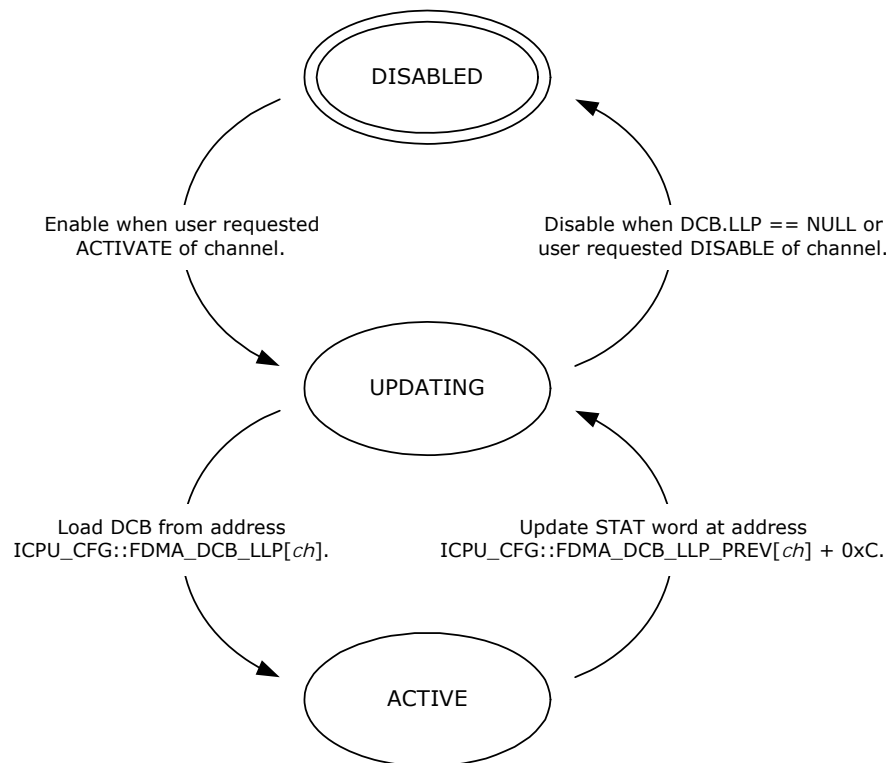 DISABLED
Enable when user requested
ACTIVATE of channel.
Disable when DCB.LLP == NULL or
user requested DISABLE of channel.
UPDATING
Load DCB from address
ICPU_CFG::FDMA_DCB_LLP[ch].
Update STAT word at address
ICPU_CFG::FDMA_DCB_LLP_PREV[ch] + 0xC.
ACTIVE